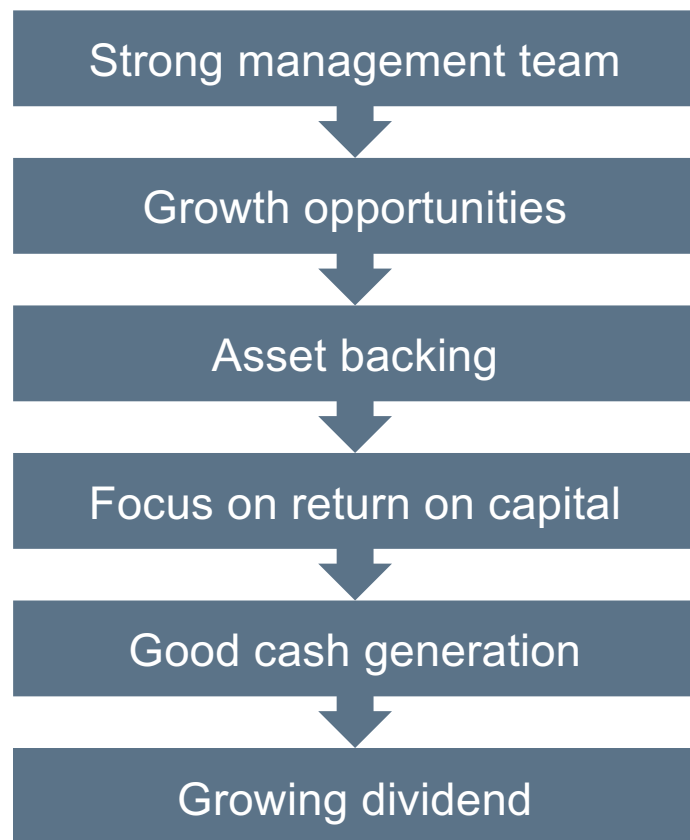 Strong management team
Growth opportunities
Asset backing
Focus on return on capital
Good cash generation
Growing dividend